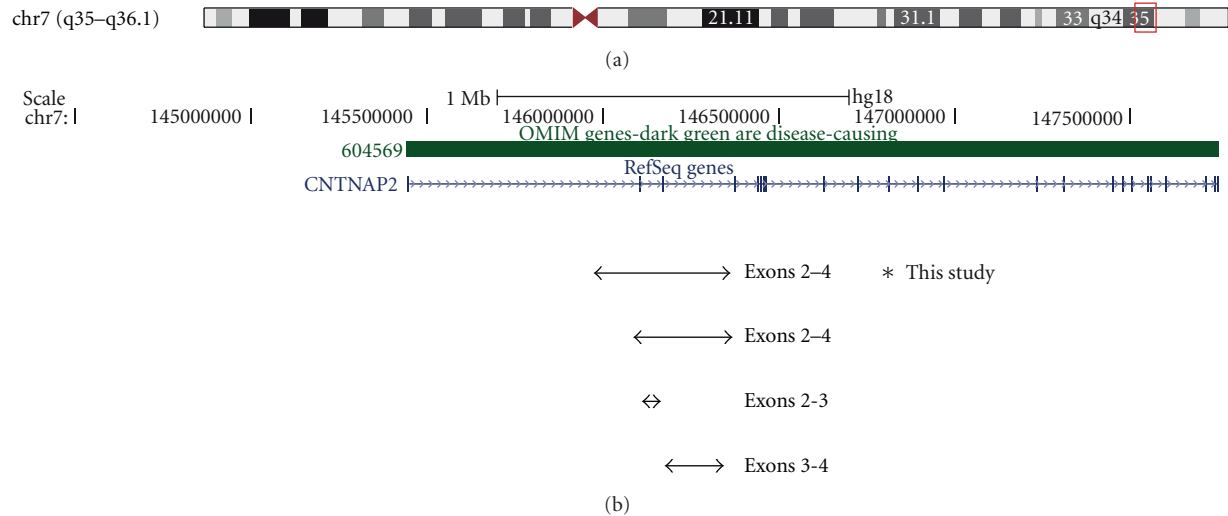 chr7 (q35–q36.1)
21.11 31.1 33 q34 35
(a)
Scale
1 Mb hg18
chr7: 145000000 145500000 146000000 146500000 147000000 147500000
OMIM genes-dark green are disease-causing
604569
RefSeq genes
CNTNAP2
Exons 2–4 * This study
Exons 2–4
Exons 2-3
Exons 3-4
(b)